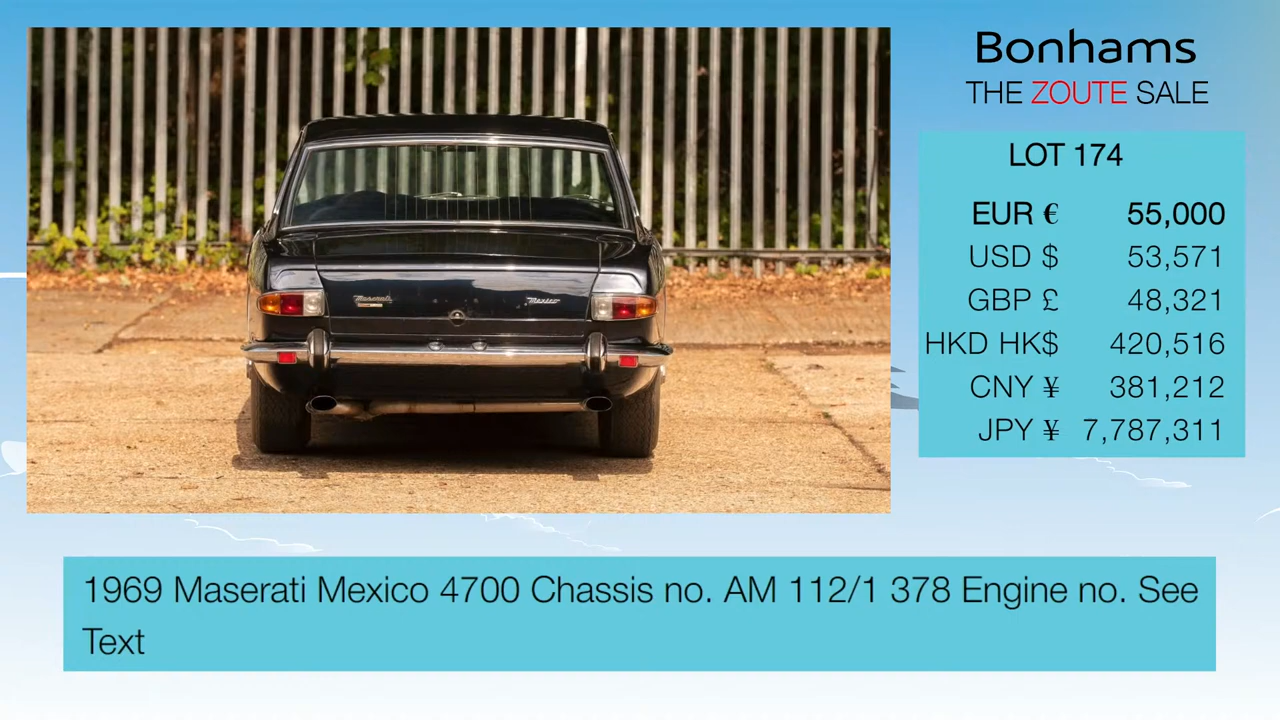 Bonhams
THE ZOUTE SALE
LOT 174
EUR € 55,000
USD $ 53,571
GBP £ 48,321
HKD HK$ 420,516
CNY ¥ 381,212
JPY ¥ 7,787,311
Maserati
Mexico
1969 Maserati Mexico 4700 Chassis no. AM 112/1 378 Engine no. See
Text